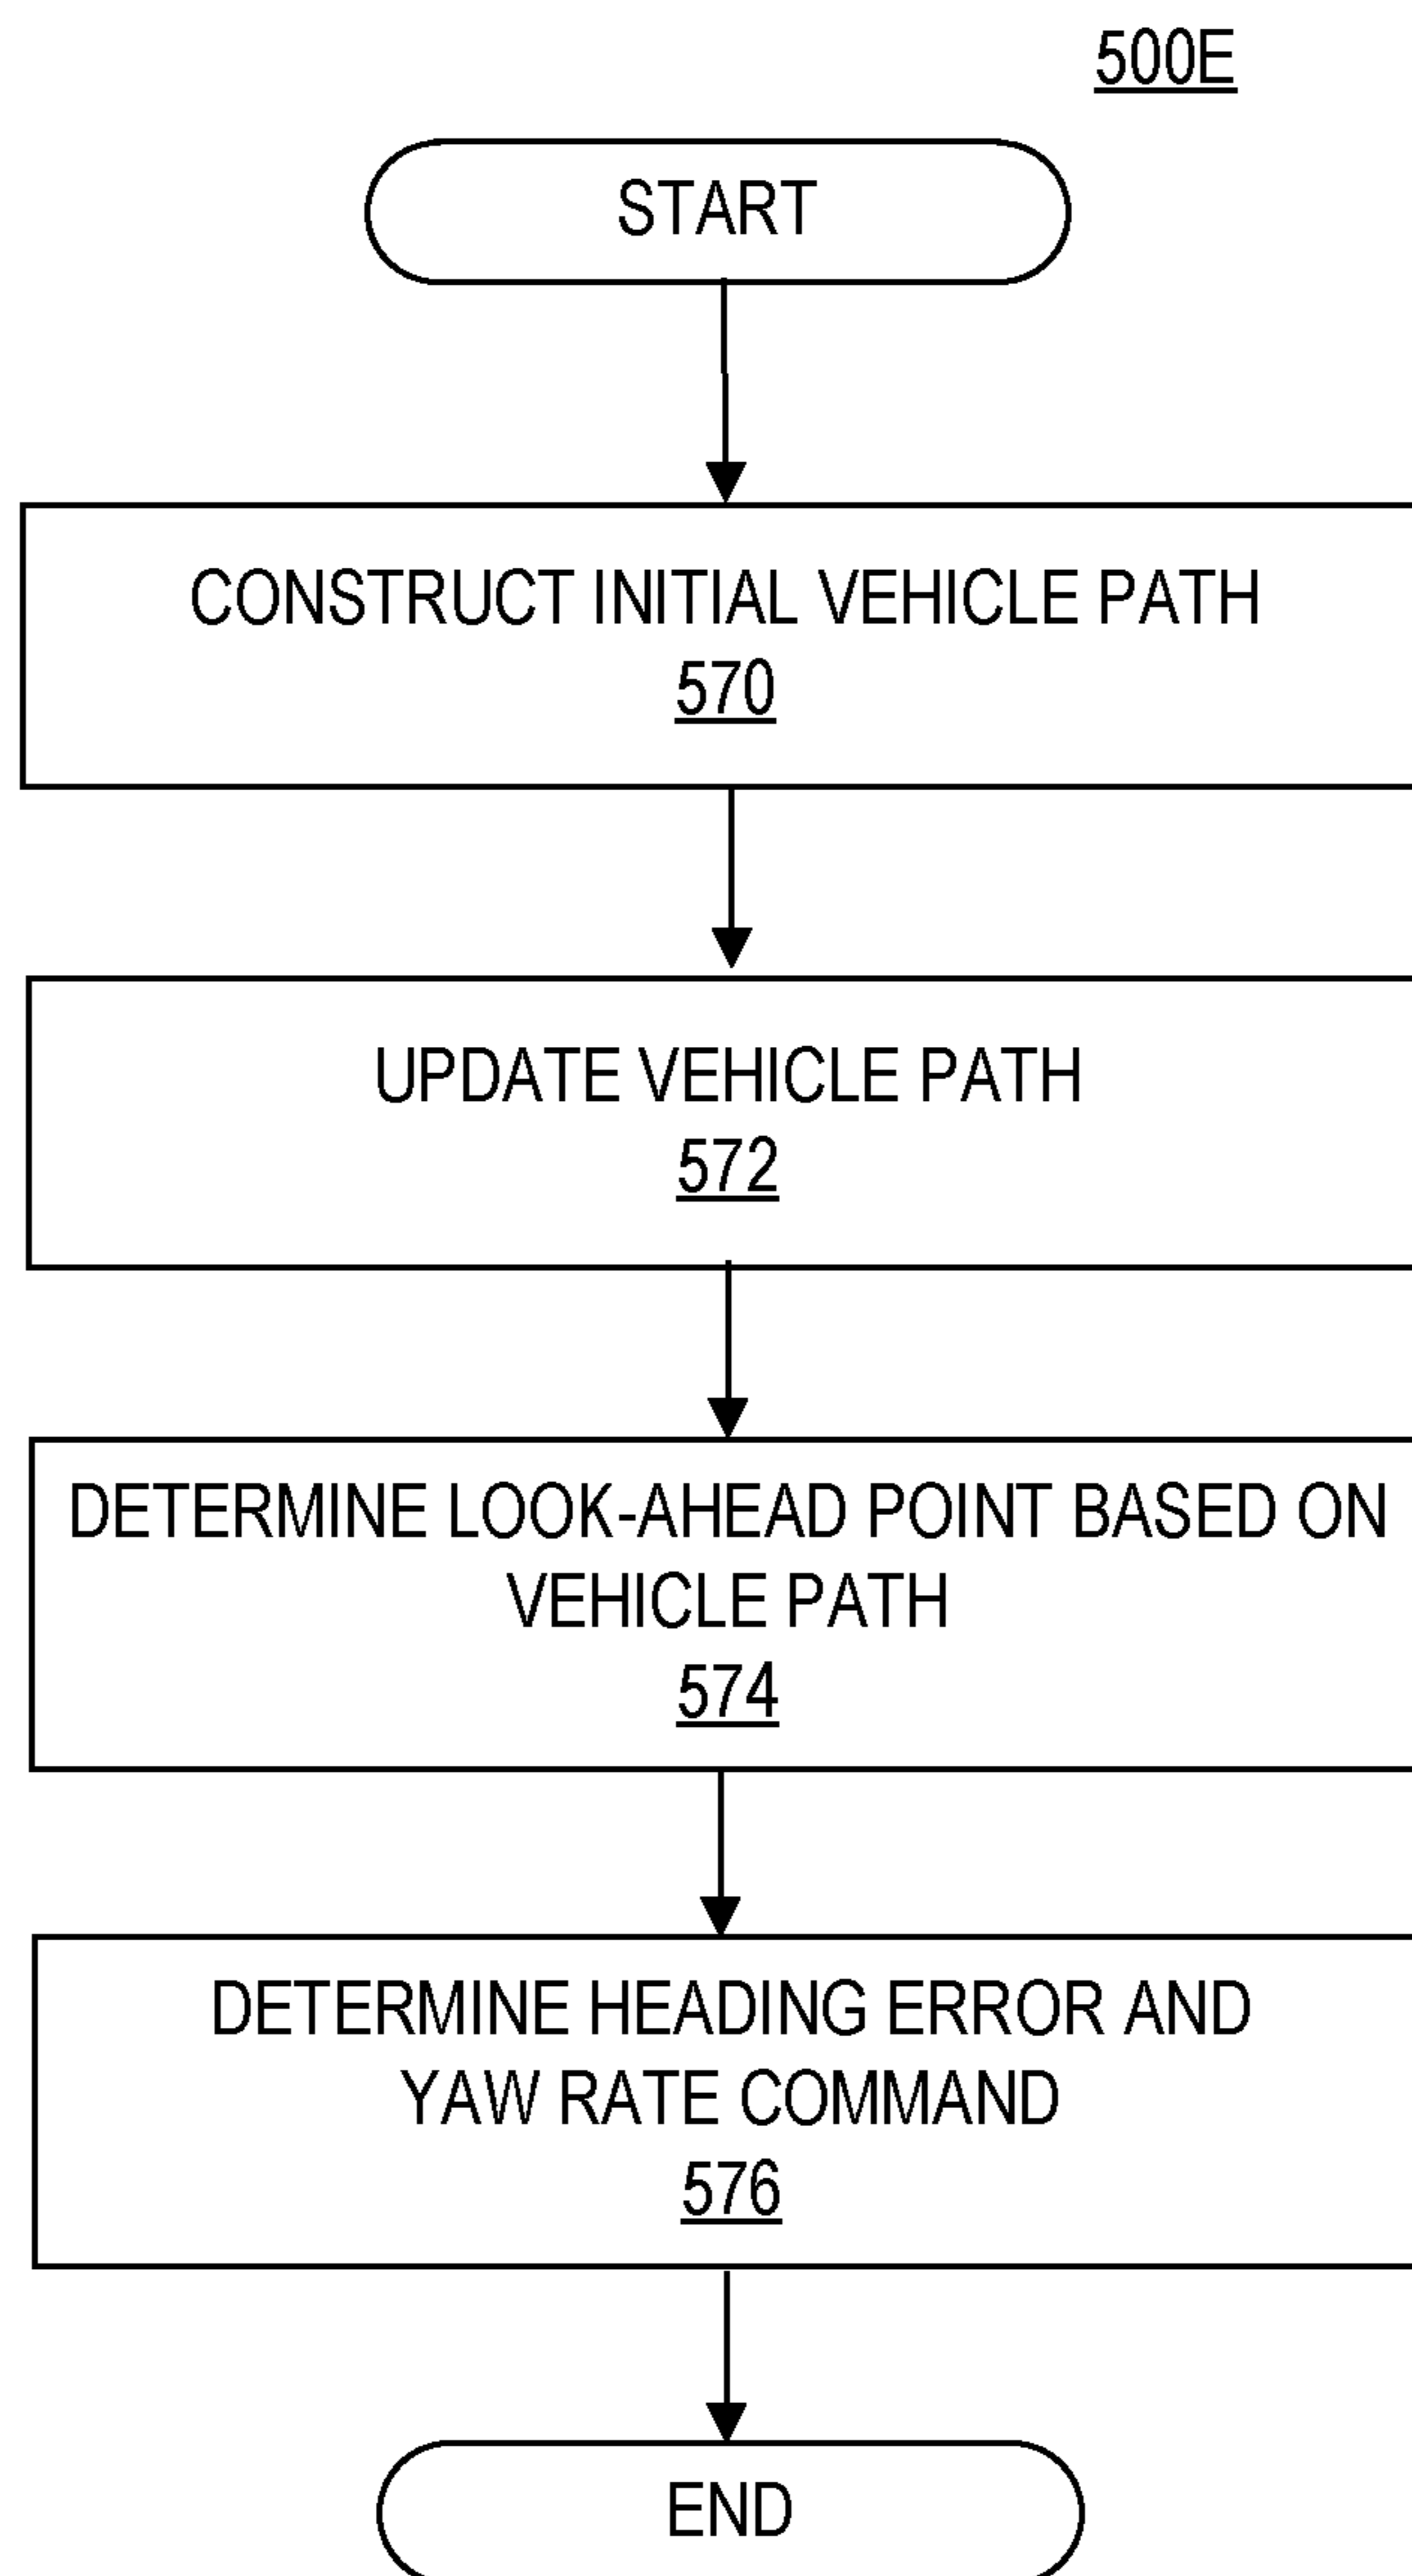 500E
START
CONSTRUCT INITIAL VEHICLE PATH
570
UPDATE VEHICLE PATH
572
DETERMINE LOOK-AHEAD POINT BASED ON
VEHICLE PATH
574
DETERMINE HEADING ERROR AND
YAW RATE COMMAND
576
END